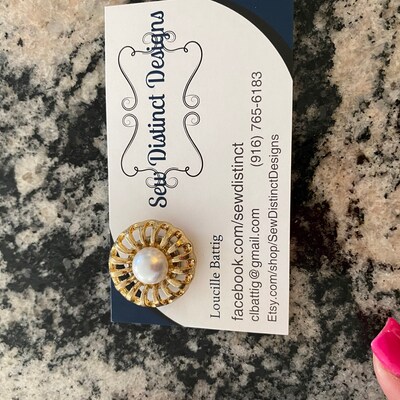 Sew Distinct Designs
Loucille Battig
facebook.com/sewdistinct
clbattig@gmail.com (916) 765-6183
Etsy.com/shop/SewDistinctDesigns